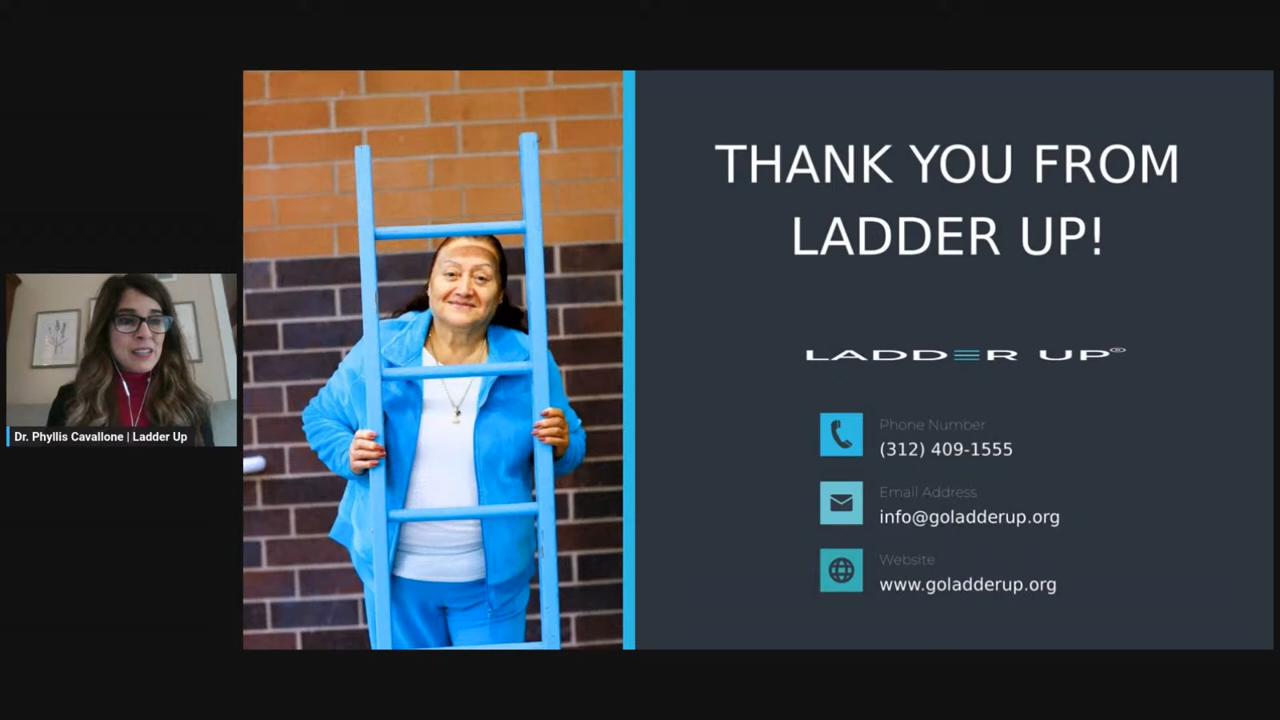 THANK YOU FROM
LADDER UP!
LADDER UP®
Phone Number
(312) 409-1555
Email Address
info@goladderup.org
Website
www.goladderup.org
Dr. Phyllis Cavallone | Ladder Up